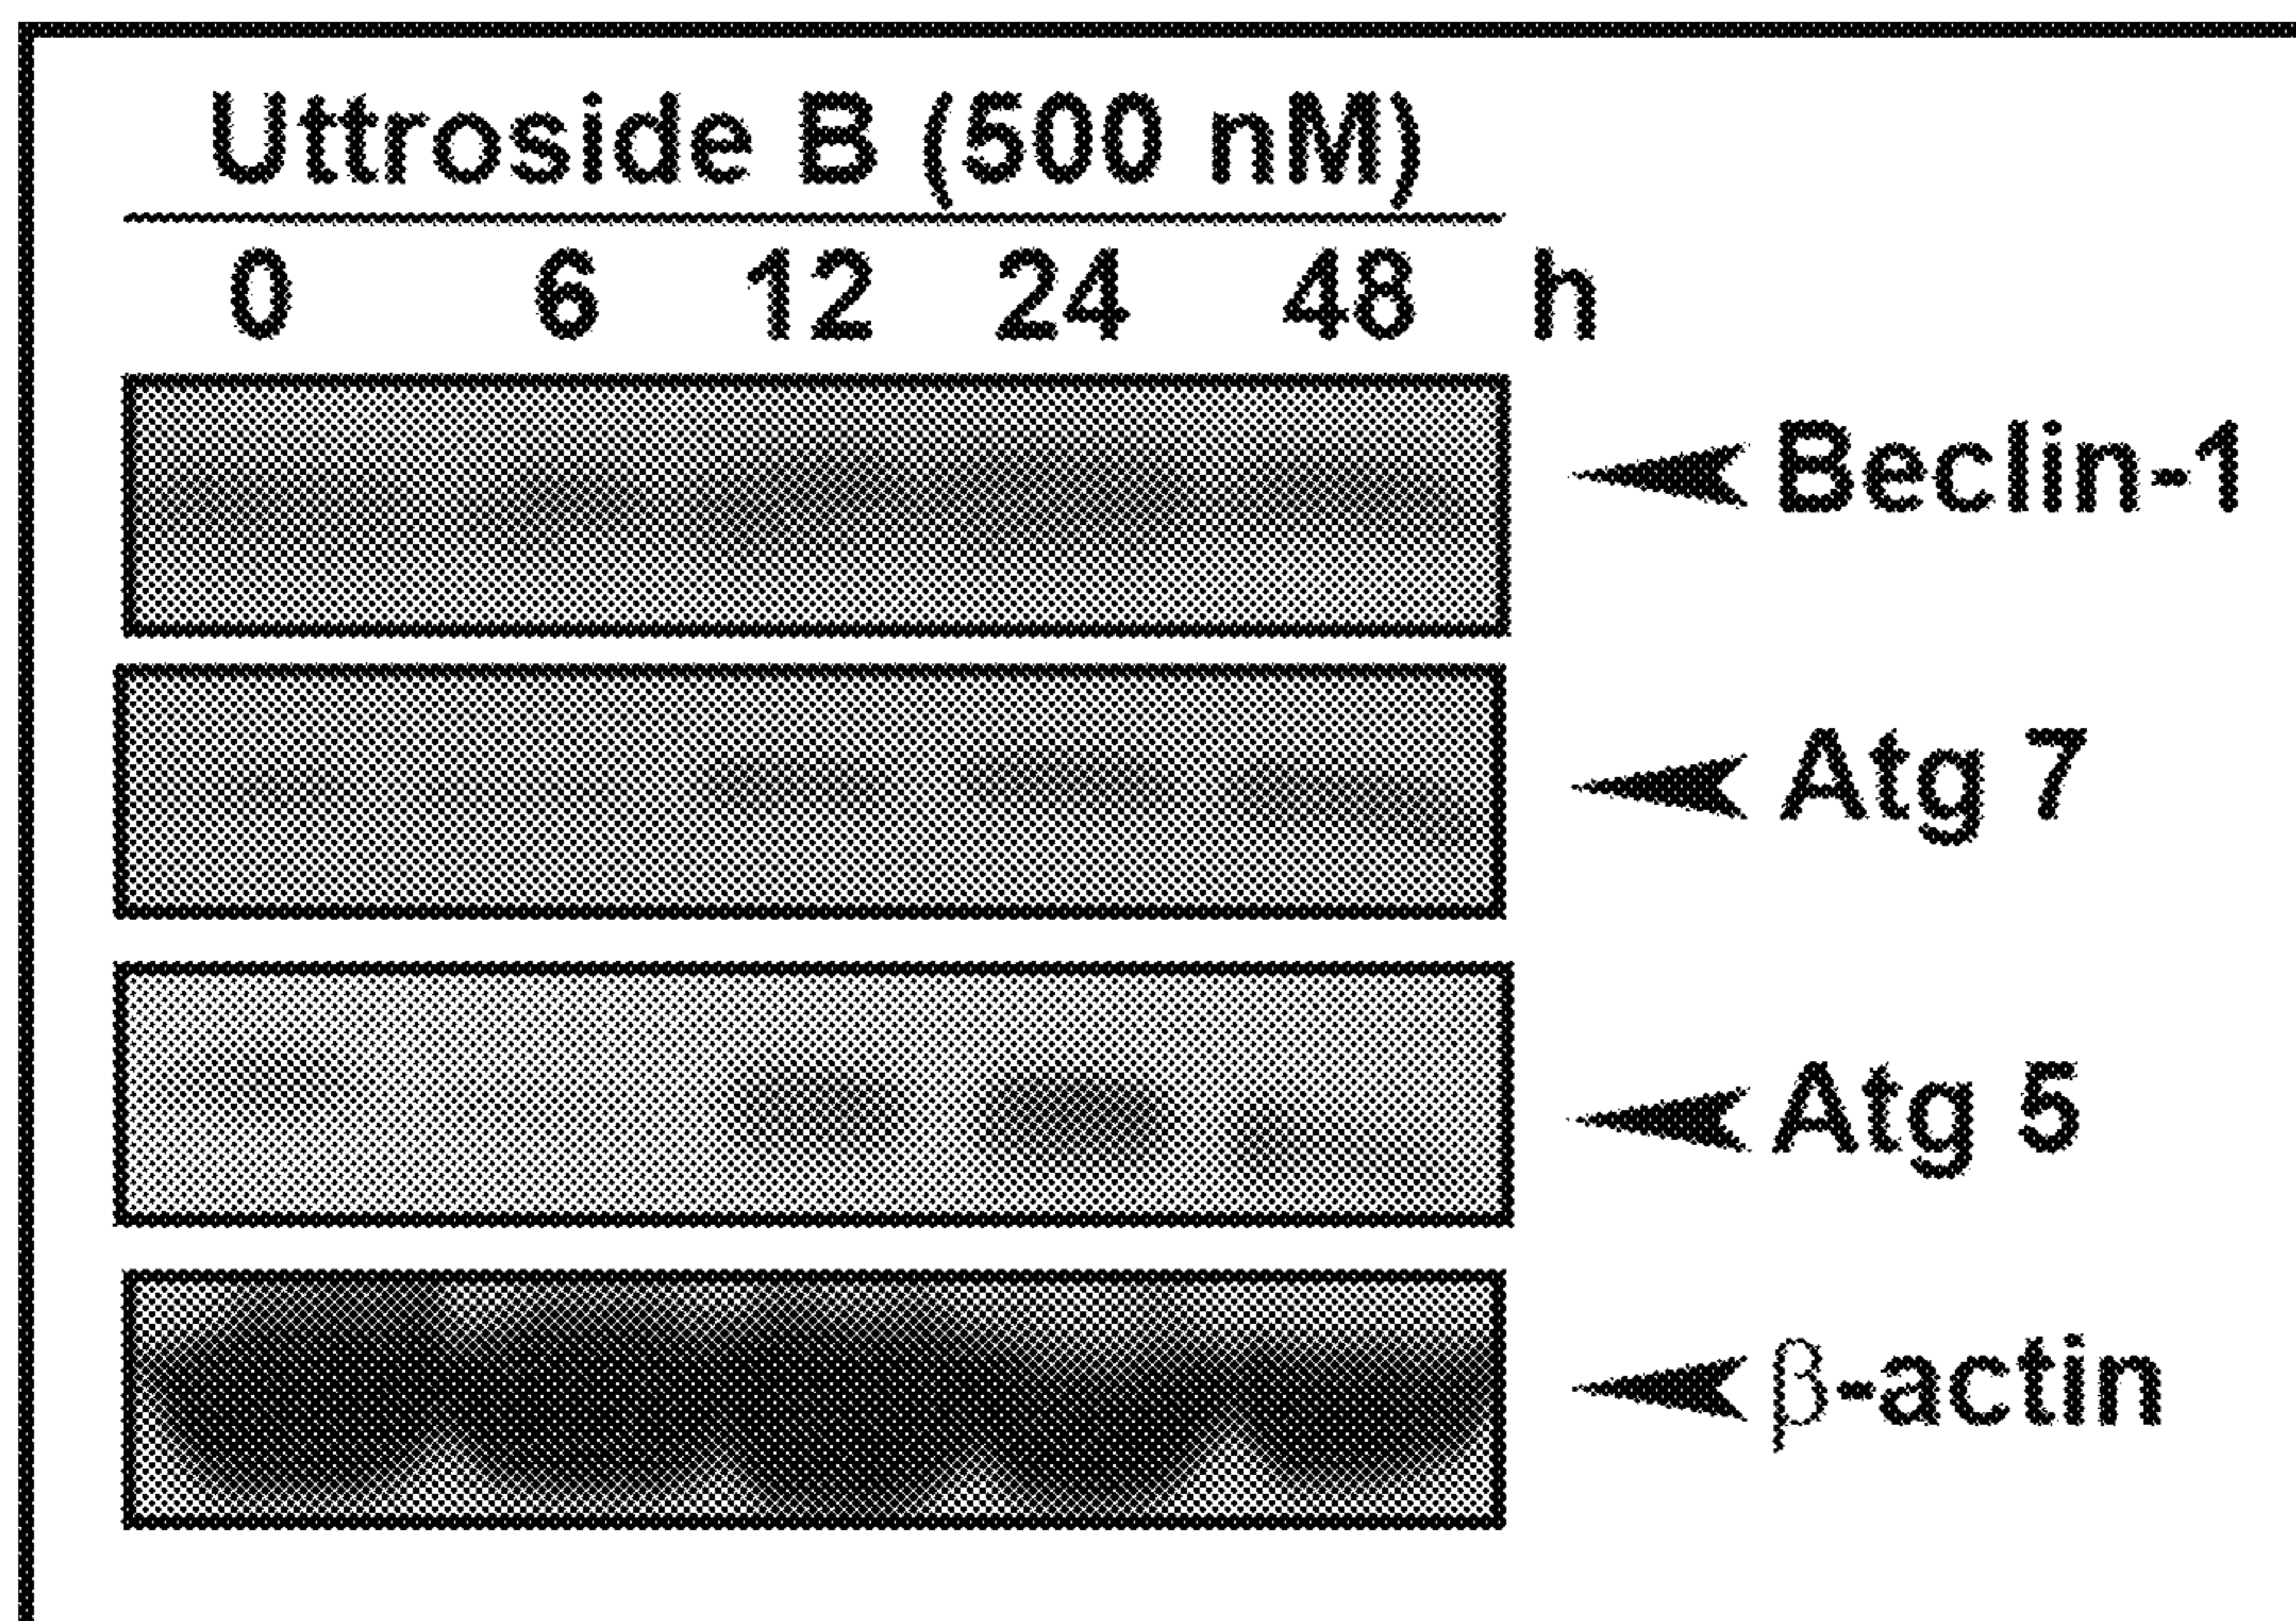 Uttroside B (500 nM)
0 6 12 24 48 h
Beclin-1
Atg 7
Atg 5
β-actin